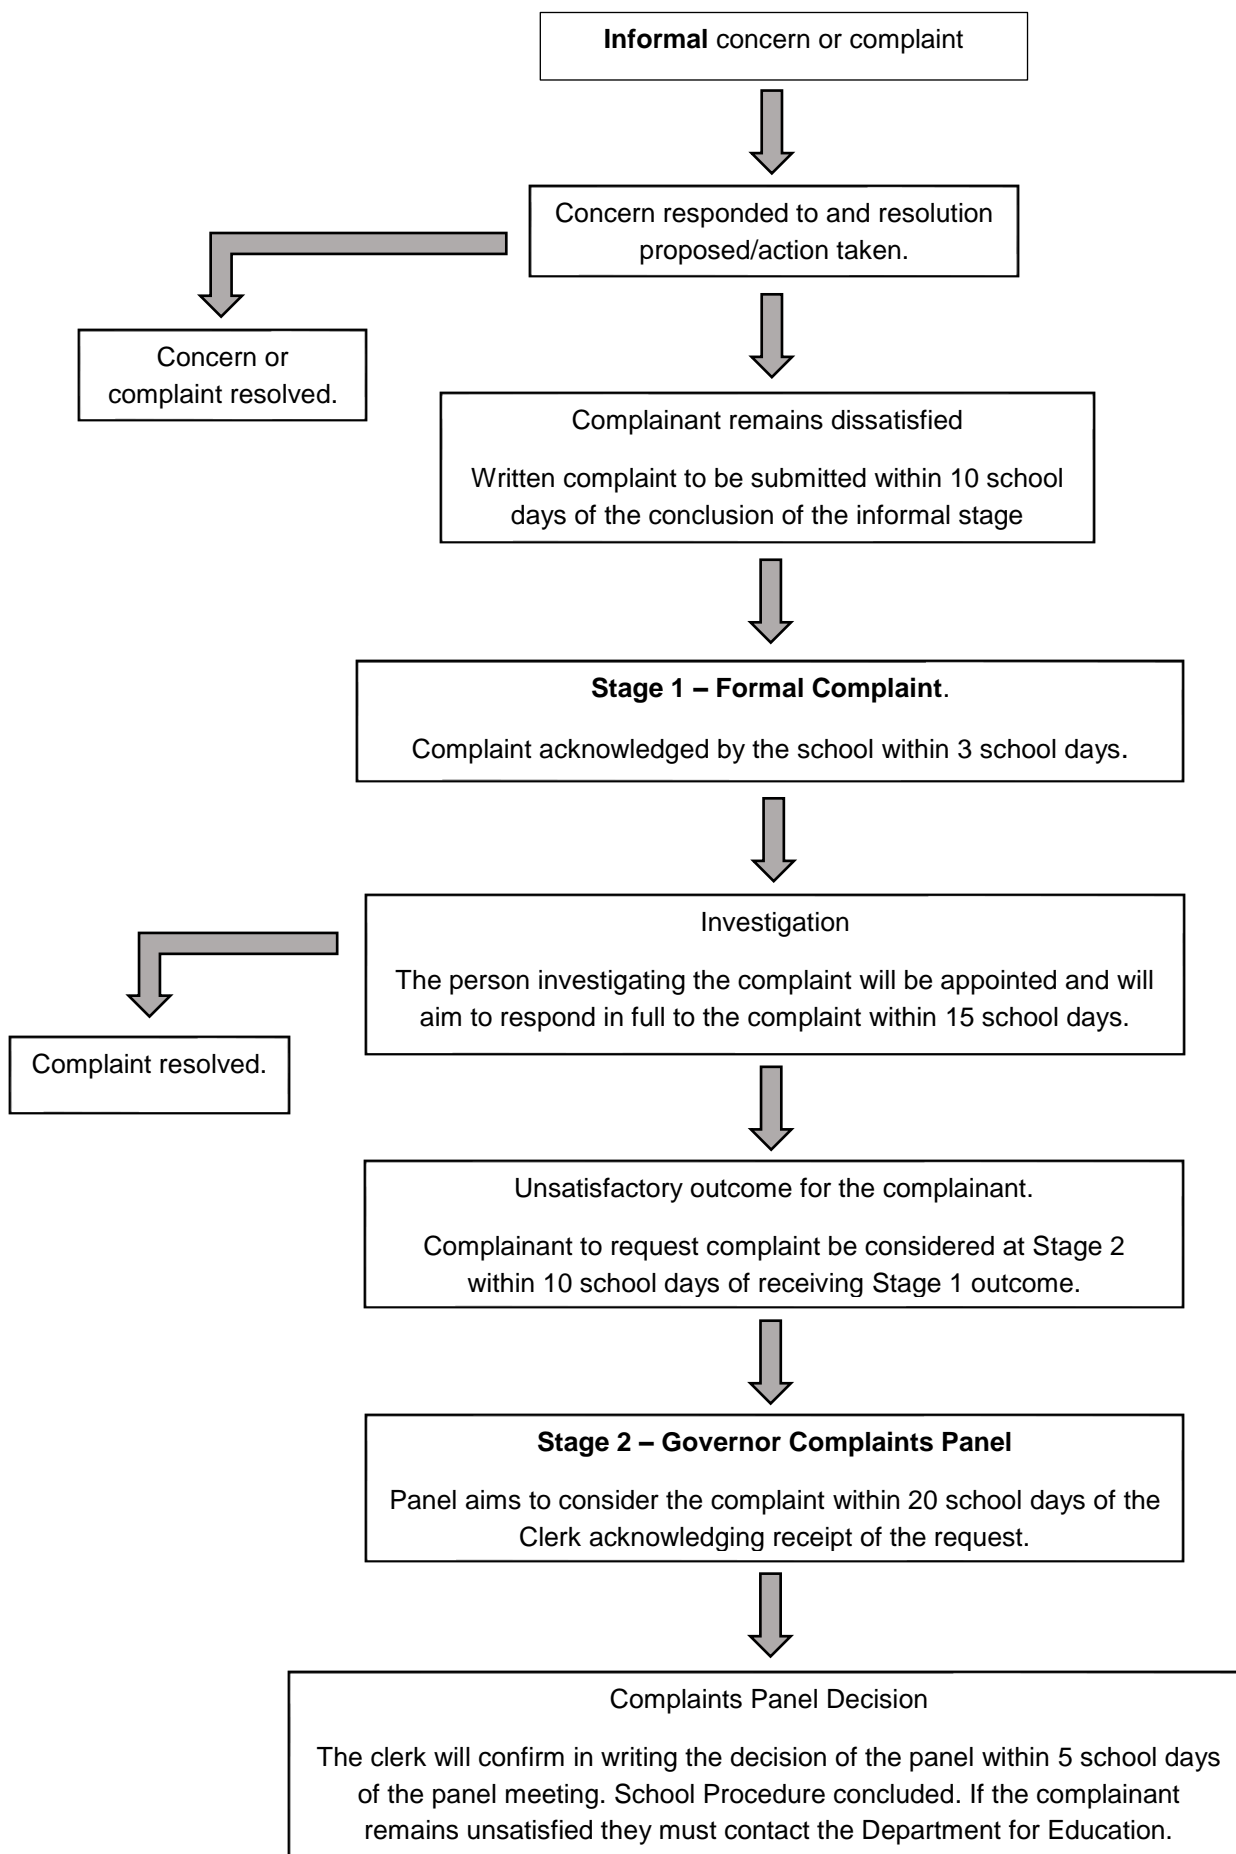 Informal concern or complaint
Concern responded to and resolution
proposed/action taken.
Concern or
complaint resolved.
Complainant remains dissatisfied
Written complaint to be submitted within 10 school
days of the conclusion of the informal stage
Stage 1 – Formal Complaint.
Complaint acknowledged by the school within 3 school days.
Investigation
The person investigating the complaint will be appointed and will
aim to respond in full to the complaint within 15 school days.
Complaint resolved.
Unsatisfactory outcome for the complainant.
Complainant to request complaint be considered at Stage 2
within 10 school days of receiving Stage 1 outcome.
Stage 2 – Governor Complaints Panel
Panel aims to consider the complaint within 20 school days of the
Clerk acknowledging receipt of the request.
Complaints Panel Decision
The clerk will confirm in writing the decision of the panel within 5 school days
of the panel meeting. School Procedure concluded. If the complainant
remains unsatisfied they must contact the Department for Education.